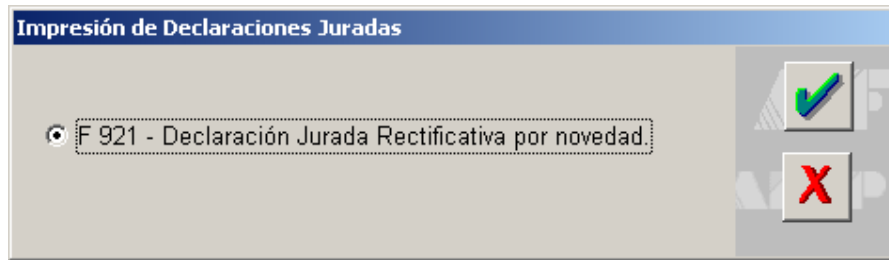 Impresión de Declaraciones Juradas
F 921 - Declaración Jurada Rectificativa por novedad.